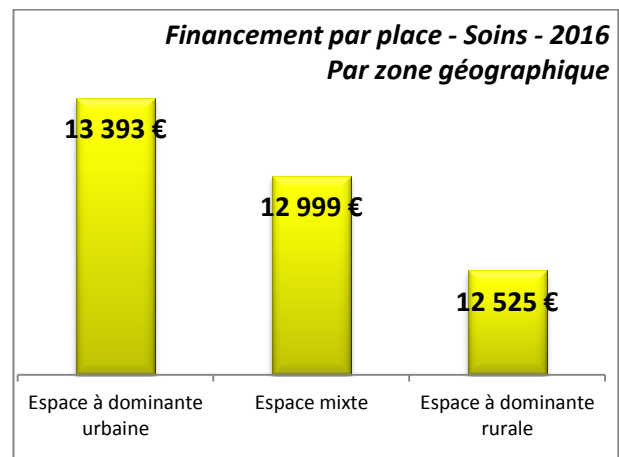 Financement par place - Soins - 2016
Par zone géographique
13 393 €
12 999 €
12 525 €
Espace à dominante
urbaine
Espace mixte
Espace à dominante
rurale